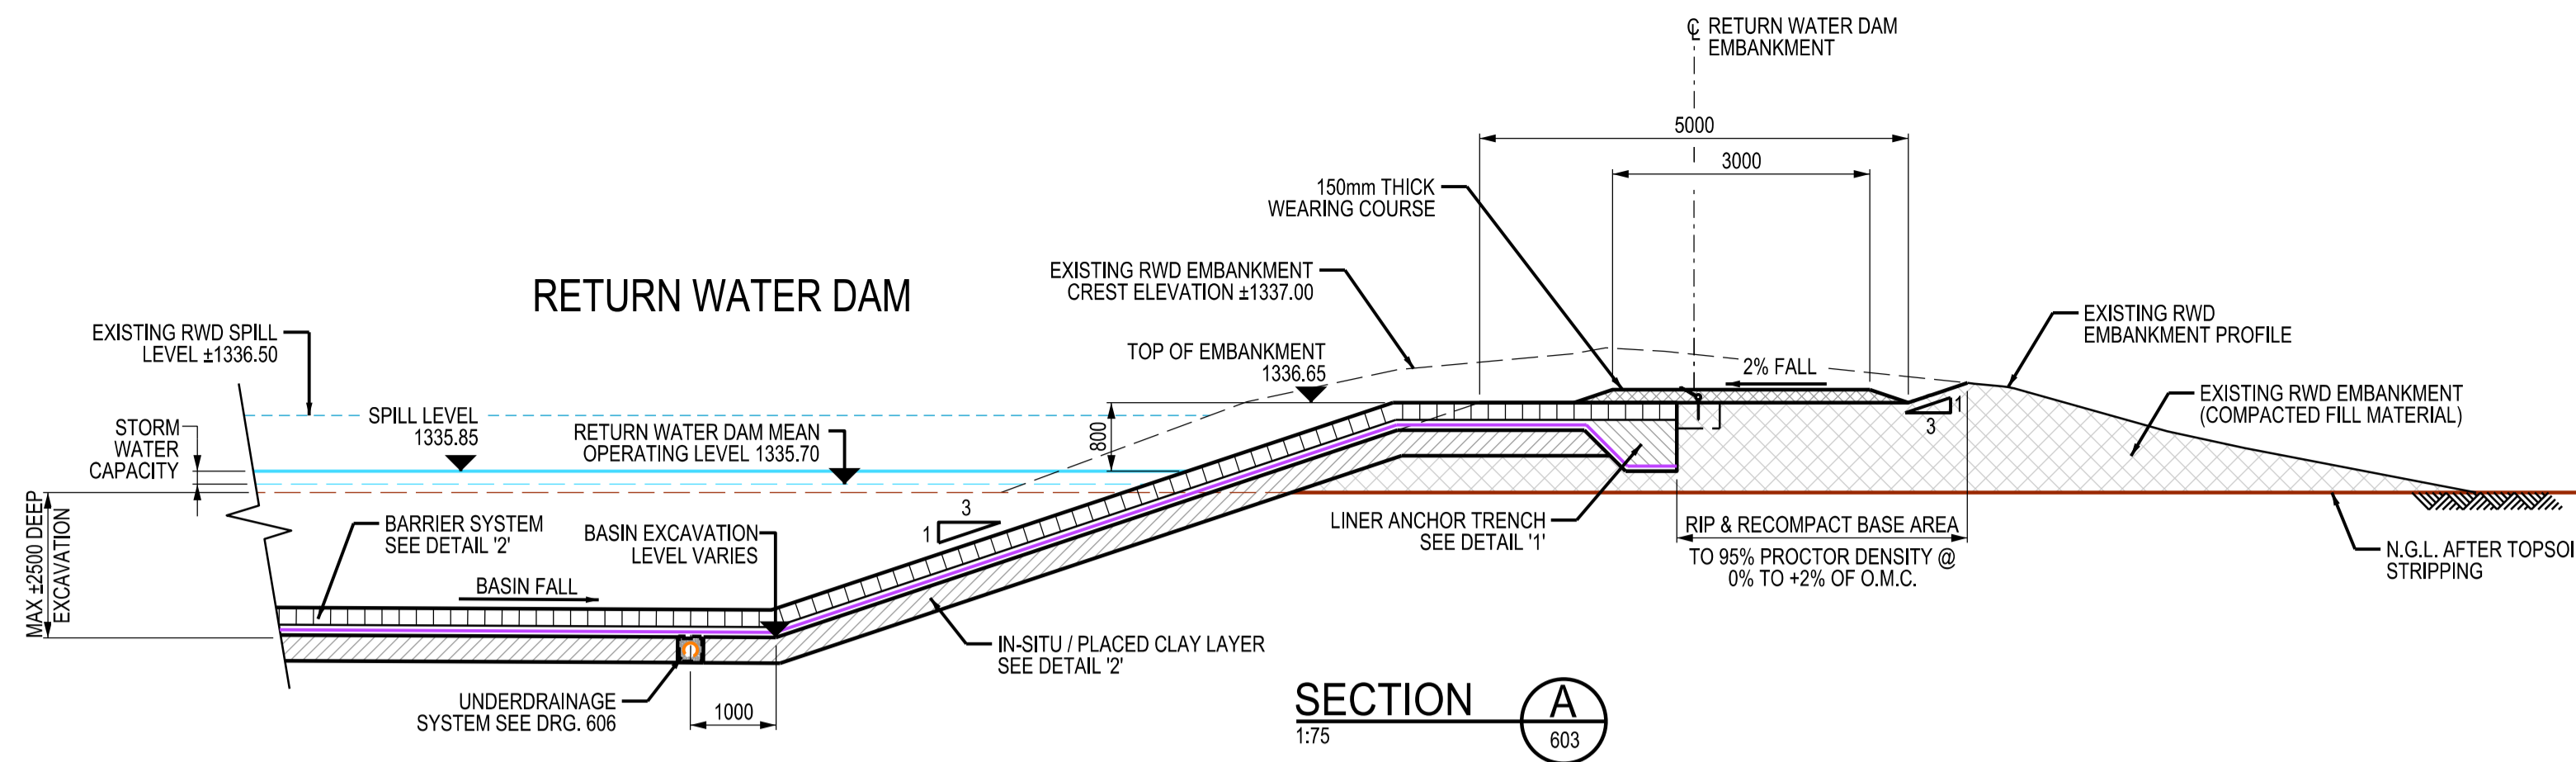 ℄ RETURN WATER DAM
EMBANKMENT
5000
3000
150mm THICK
WEARING COURSE
EXISTING RWD EMBANKMENT
CREST ELEVATION ±1337.00
RETURN WATER DAM
EXISTING RWD SPILL
LEVEL ±1336.50
TOP OF EMBANKMENT
1336.65
2% FALL
EXISTING RWD
EMBANKMENT PROFILE
EXISTING RWD EMBANKMENT
(COMPACTED FILL MATERIAL)
SPILL LEVEL
1335.85
STORM
WATER
CAPACITY
RETURN WATER DAM MEAN
OPERATING LEVEL 1335.70
800
1
3
MAX ±2500 DEEP
EXCAVATION
BARRIER SYSTEM
SEE DETAIL '2'
BASIN EXCAVATION
LEVEL VARIES
3
1
LINER ANCHOR TRENCH
SEE DETAIL '1'
RIP & RECOMPACT BASE AREA
TO 95% PROCTOR DENSITY @
0% TO +2% OF O.M.C.
N.G.L. AFTER TOPSOI
STRIPPING
BASIN FALL
IN-SITU / PLACED CLAY LAYER
SEE DETAIL '2'
UNDERDRAINAGE
SYSTEM SEE DRG. 606
1000
SECTION
1:75
A
603